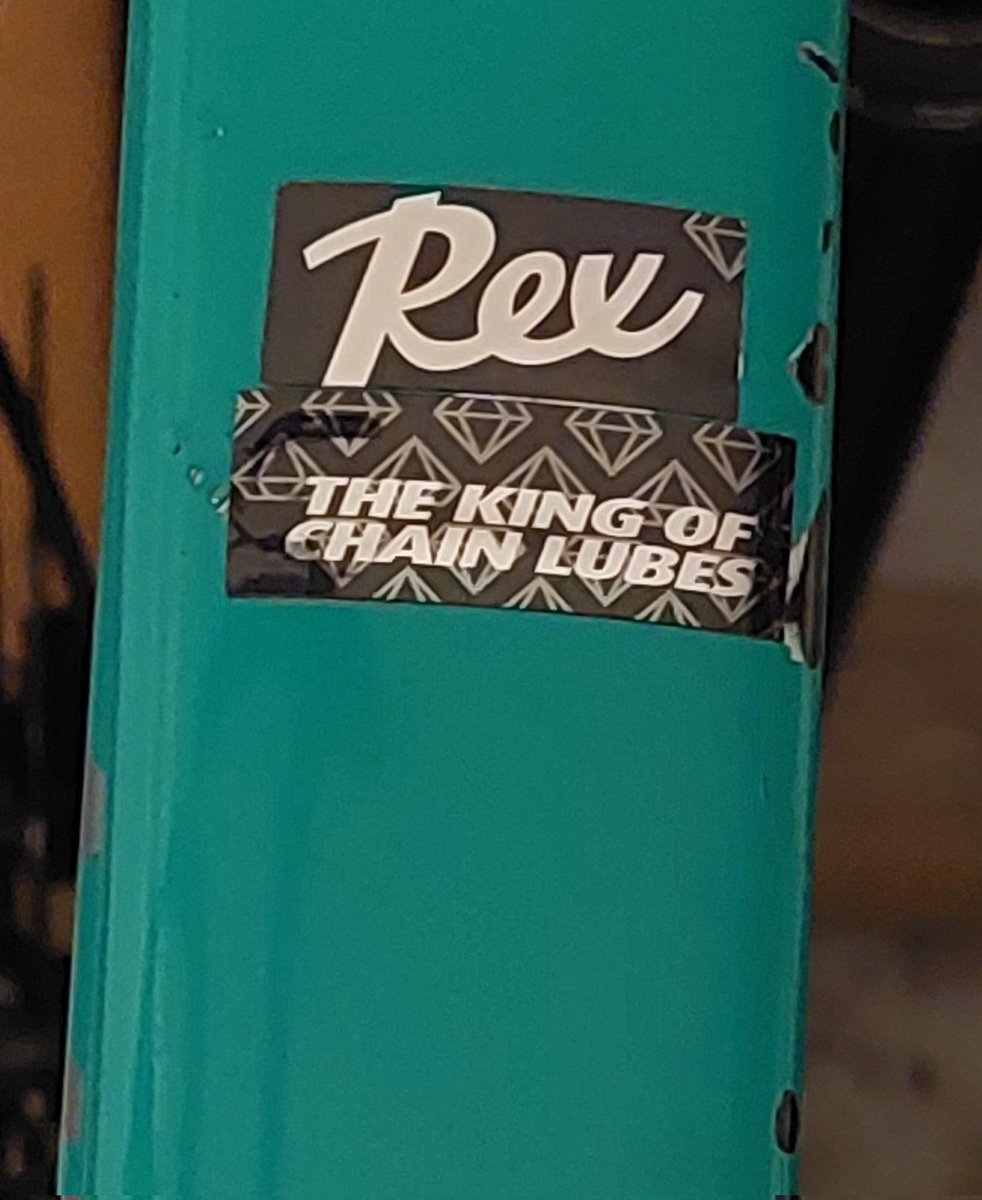 Rex
THE KING OF
CHAIN LUBES